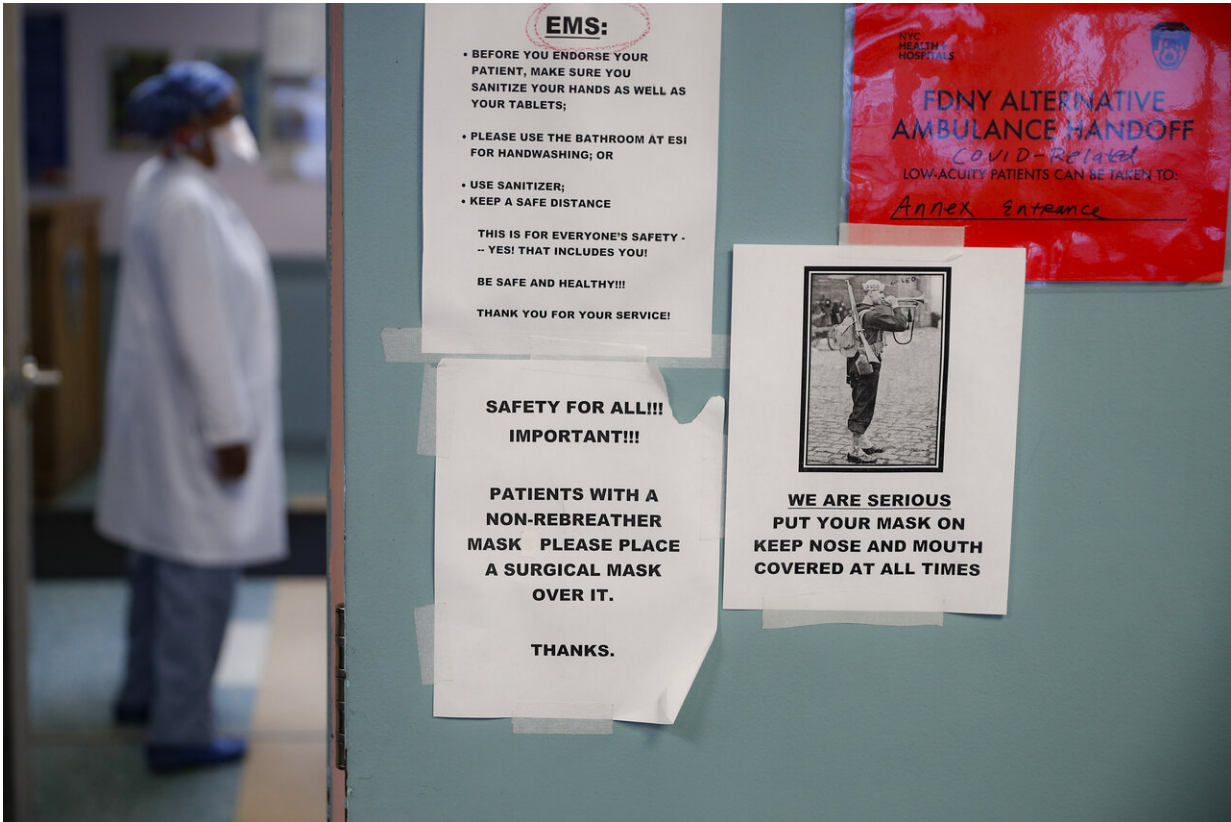 EMS:
• BEFORE YOU ENDORSE YOUR
PATIENT, MAKE SURE YOU
SANITIZE YOUR HANDS AS WELL AS
YOUR TABLETS;
• PLEASE USE THE BATHROOM AT ESI
FOR HANDWASHING; OR
• USE SANITIZER;
• KEEP A SAFE DISTANCE
THIS IS FOR EVERYONE'S SAFETY -
-- YES! THAT INCLUDES YOU!
BE SAFE AND HEALTHY!!!
THANK YOU FOR YOUR SERVICE!
SAFETY FOR ALL!!!
IMPORTANT!!!
PATIENTS WITH A
NON-REBREATHER
MASK PLEASE PLACE
A SURGICAL MASK
OVER IT.
THANKS.
NYC
HEALTH+
HOSPITALS
FDNY ALTERNATIVE
AMBULANCE HANDOFF
COVID-Related
LOW-ACUITY PATIENTS CAN BE TAKEN TO:
Annex Entrance
WE ARE SERIOUS
PUT YOUR MASK ON
KEEP NOSE AND MOUTH
COVERED AT ALL TIMES